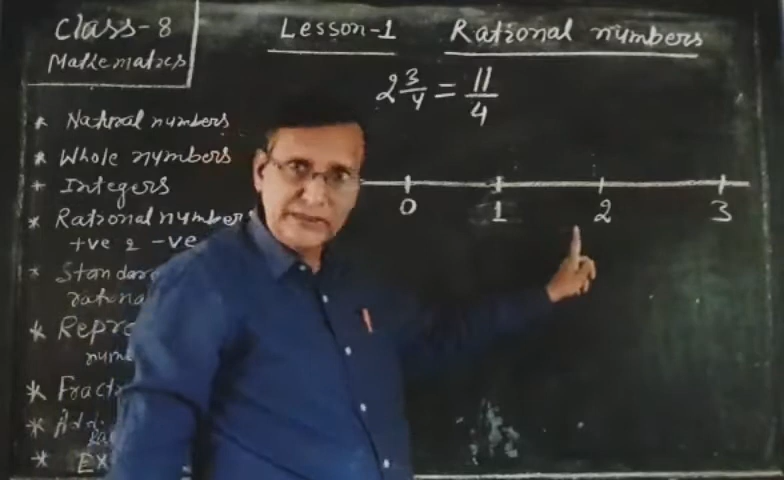 Class-8
Mathematics
Lesson-1 Rational numbers
2 3/4 = 11/4
* Natural numbers
* Whole numbers
+ Integers
* Rational numbers
+ve & -ve
*
*
*
*
*
0 1 2 3